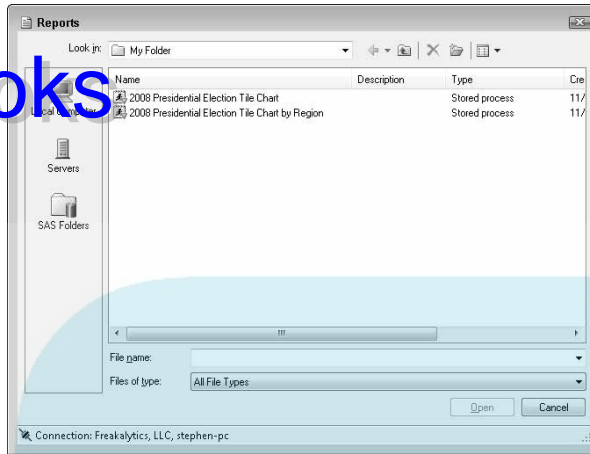 Reports
Look in: My Folder
oks
Name Description Type Cre
2008 Presidential Election Tile Chart Stored process 11/
2008 Presidential Election Tile Chart by Region Stored process 11/
Local Computer
Servers
SAS Folders
File name:
Files of type: All File Types
Open Cancel
Connection: Freakalytics, LLC, stephen-pc